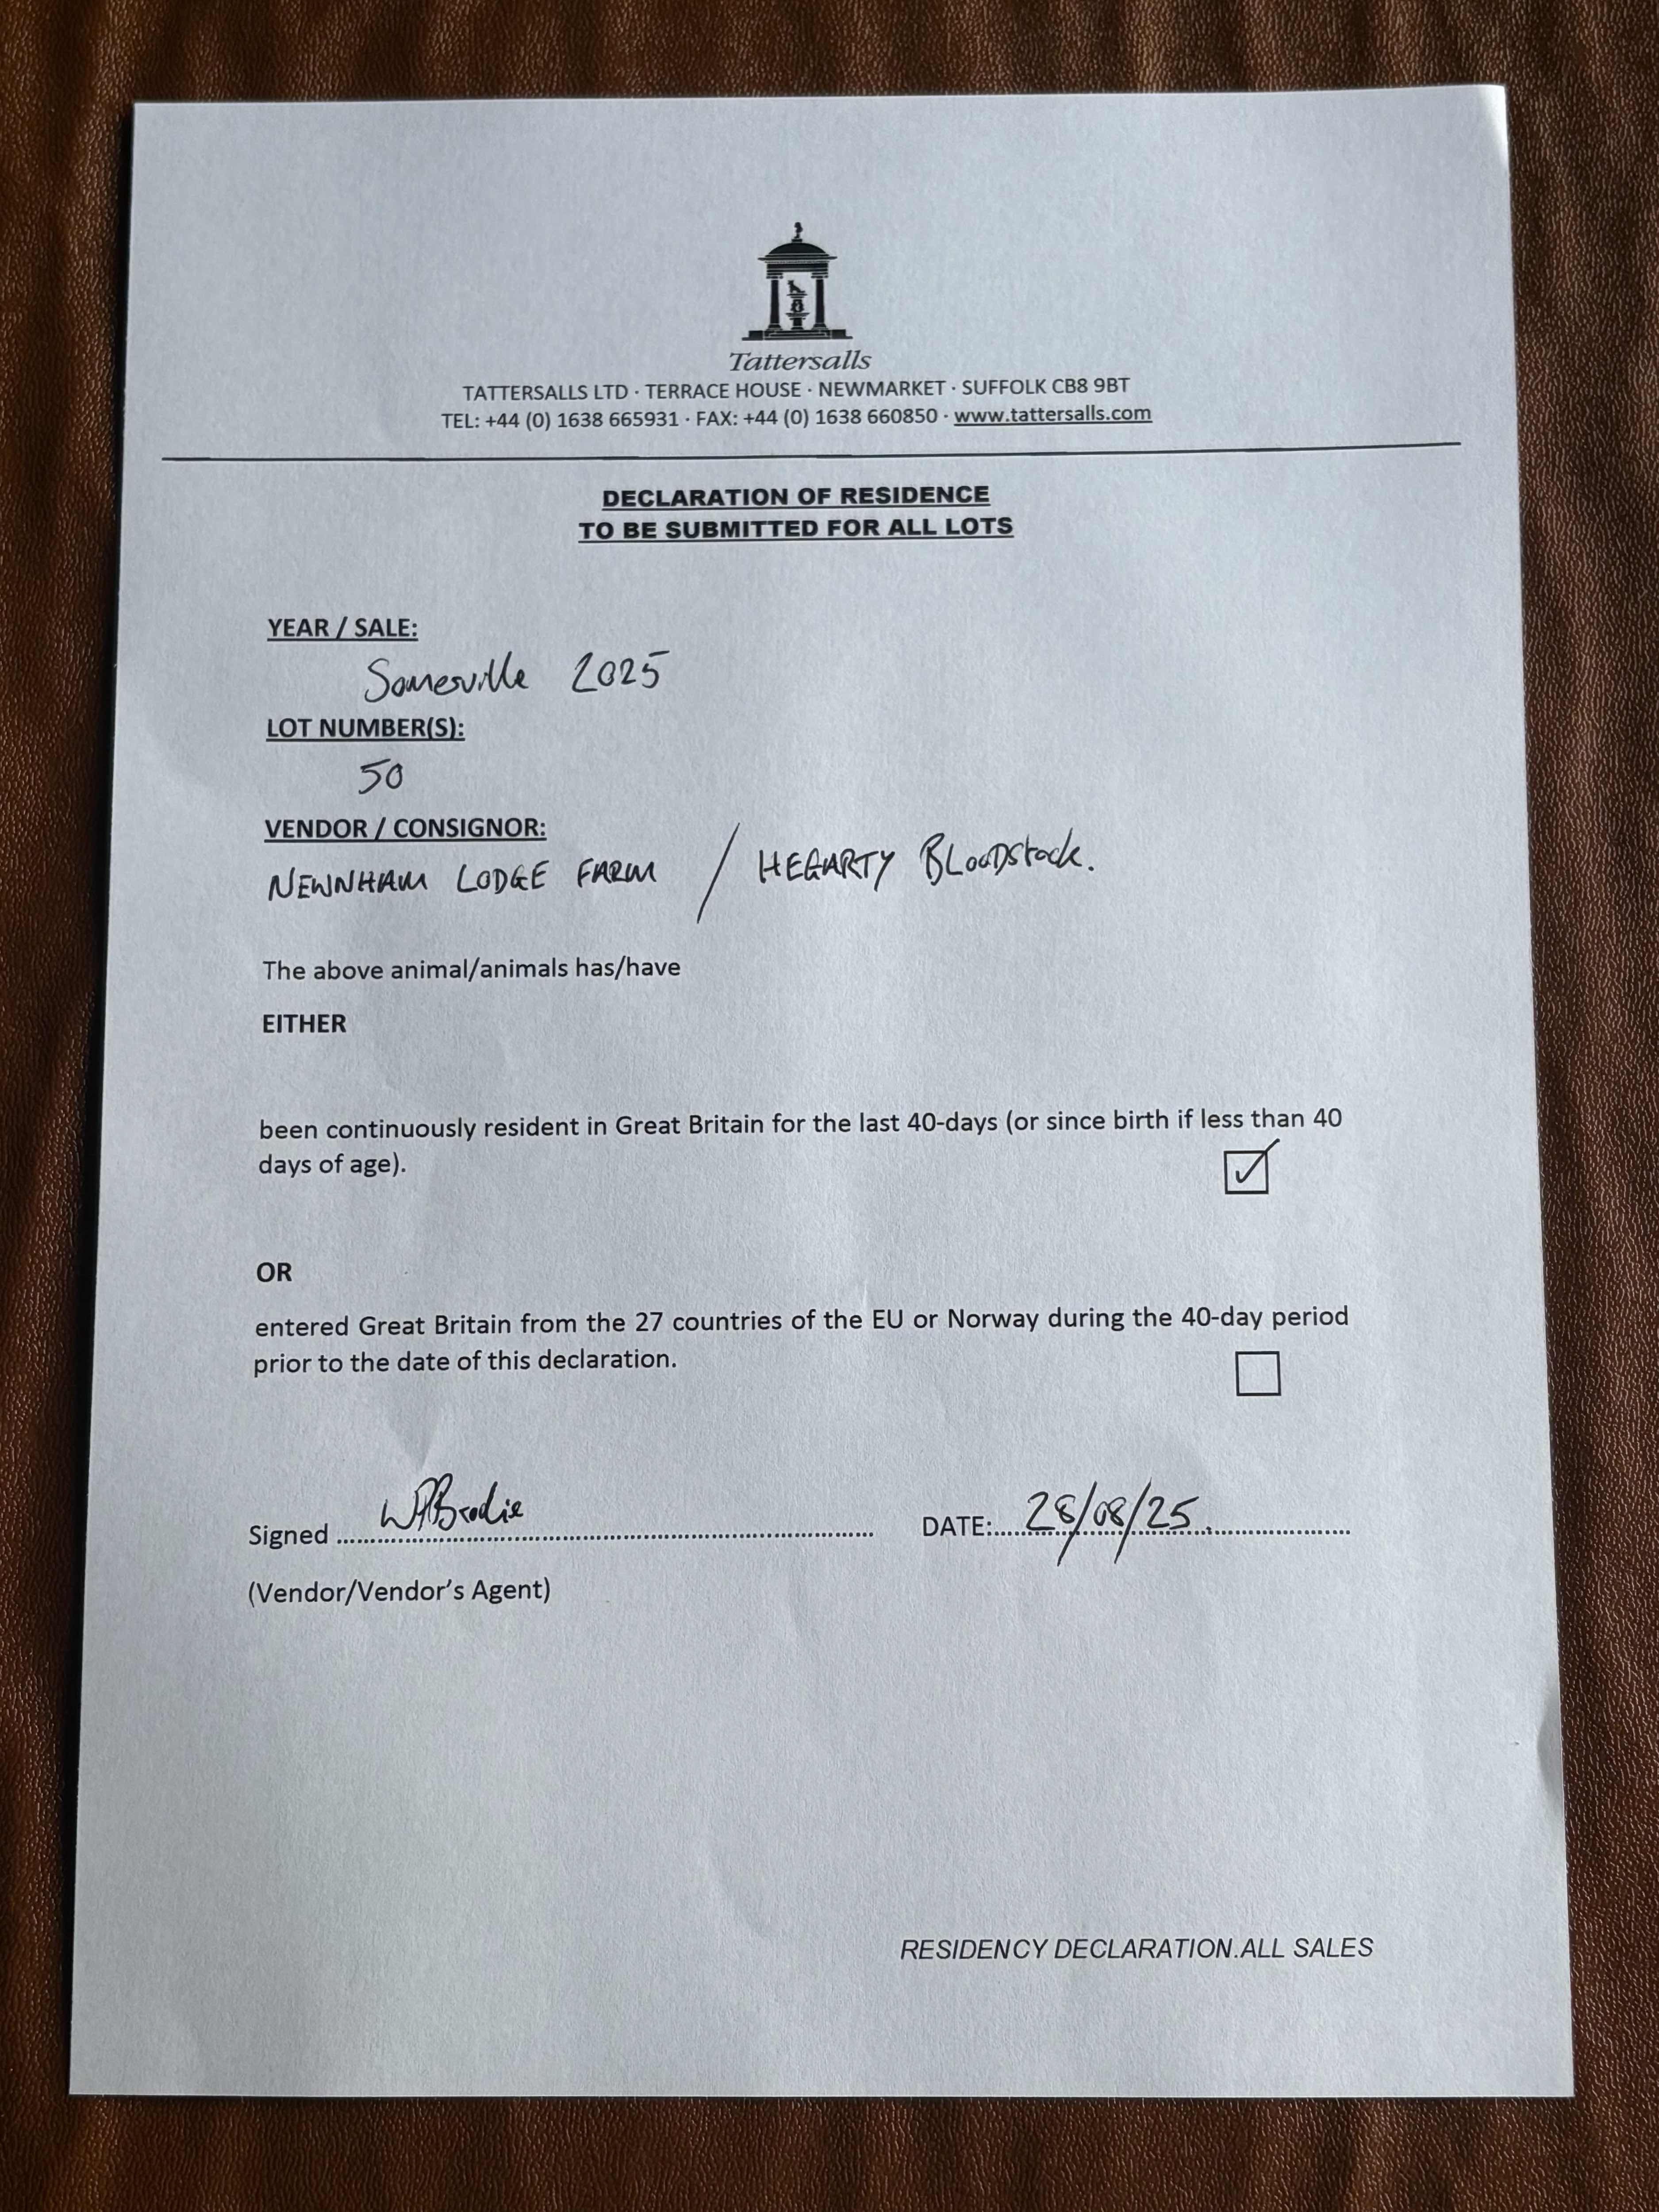 Tattersalls
TATTERSALLS LTD · TERRACE HOUSE · NEWMARKET · SUFFOLK CB8 9BT
TEL: +44 (0) 1638 665931 · FAX: +44 (0) 1638 660850 · www.tattersalls.com
DECLARATION OF RESIDENCE
TO BE SUBMITTED FOR ALL LOTS
YEAR / SALE:
Somerville 2025
LOT NUMBER(S):
50
VENDOR / CONSIGNOR:
NEWNHAM LODGE FARM / HEGARTY BLOODStock.
The above animal/animals has/have
EITHER
been continuously resident in Great Britain for the last 40-days (or since birth if less than 40
days of age).
OR
entered Great Britain from the 27 countries of the EU or Norway during the 40-day period
prior to the date of this declaration.
Signed WPBrodie DATE: 28/08/25.
(Vendor/Vendor's Agent)
RESIDENCY DECLARATION.ALL SALES